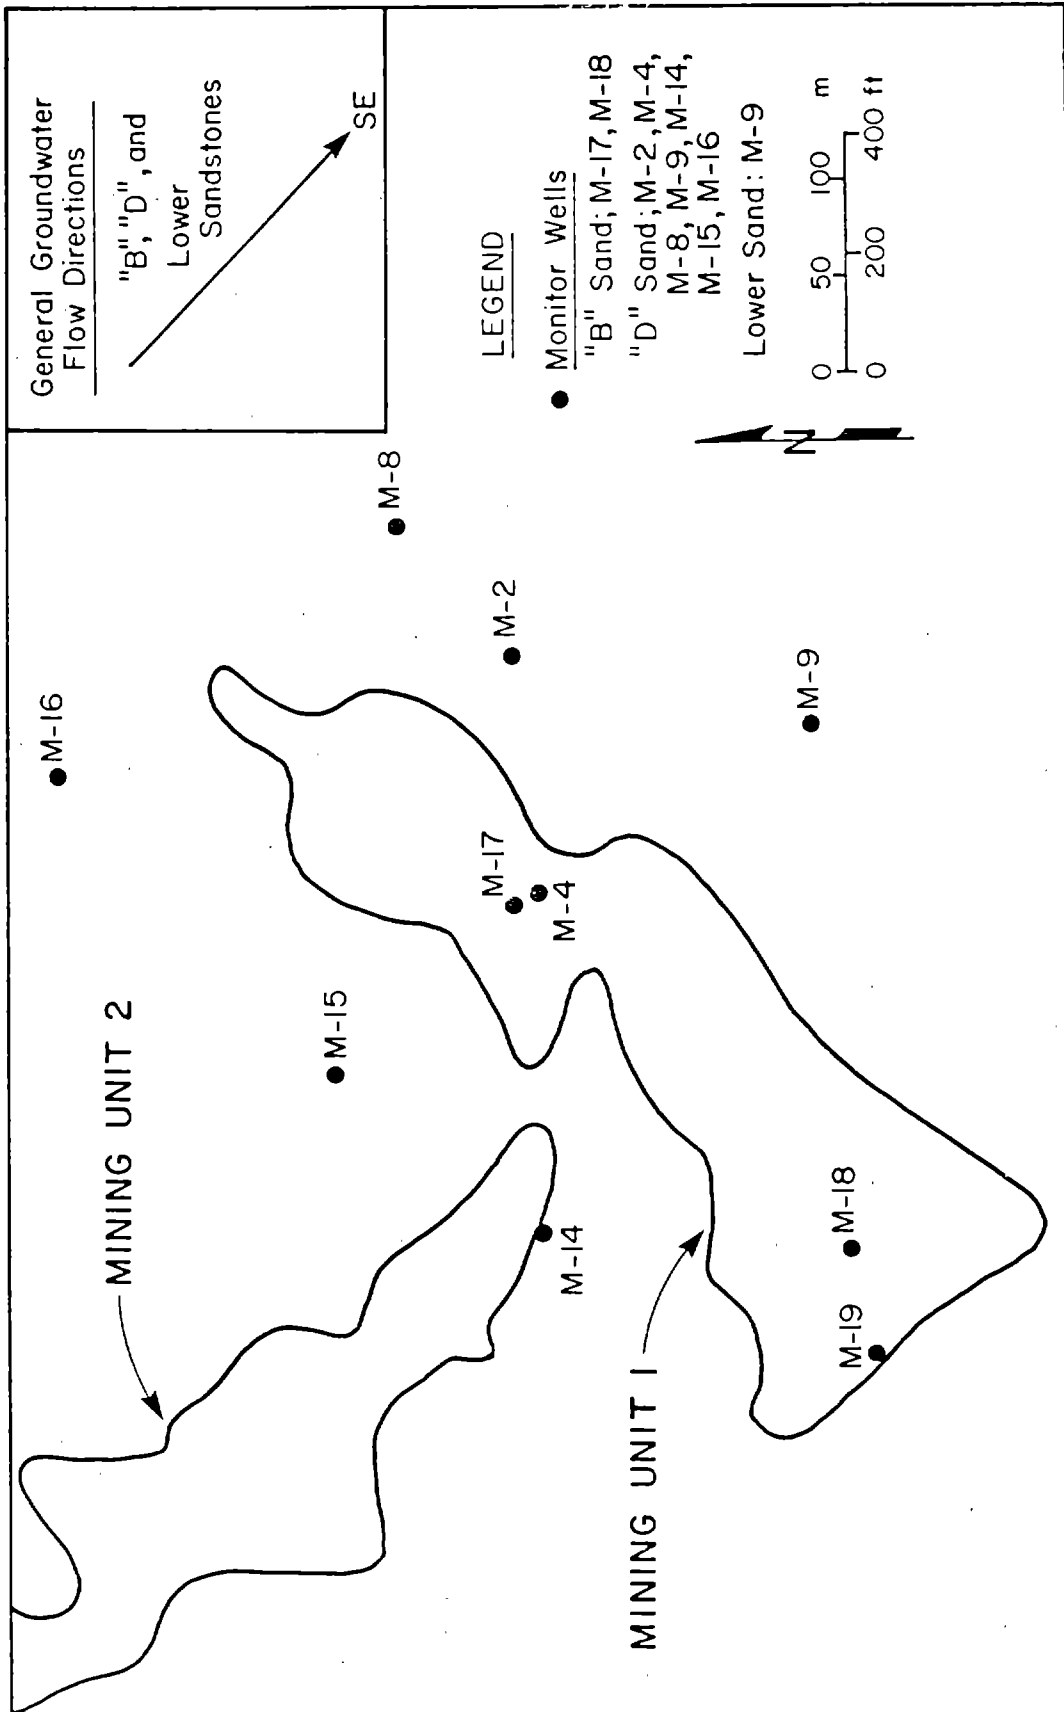 General Groundwater
Flow Directions
"B", "D", and
Lower
Sandstones
SE
LEGEND
Monitor Wells
"B" Sand; M-17, M-18
"D" Sand; M-2, M-4,
M-8, M-9, M-14,
M-15, M-16
Lower Sand: M-9
0 50 100 m
0 200 400 ft
N
MINING UNIT 2
M-16
M-15
M-8
M-17
M-2
M-14
M-4
MINING UNIT 1
M-9
M-18
M-19